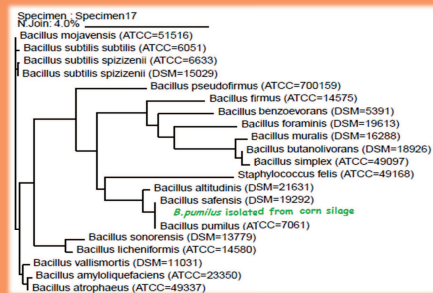 Specimen : Specimen17
N.Join: 4.0%
Bacillus mojavensis (ATCC=51516)
Bacillus subtilis subtilis (ATCC=6051)
Bacillus subtilis spizizenii (ATCC=6633)
Bacillus subtilis spizizenii (DSM=15029)
Bacillus pseudofirmus (ATCC=700159)
Bacillus firmus (ATCC=14575)
Bacillus benzoevorans (DSM=5391)
Bacillus foraminis (DSM=19613)
Bacillus muralis (DSM=16288)
Bacillus butanolivorans (DSM=18926)
Bacillus simplex (ATCC=49097)
Staphylococcus felis (ATCC=49168)
Bacillus altitudinis (DSM=21631)
Bacillus safensis (DSM=19292)
B.pumilus isolated from corn silage
Bacillus pumilus (ATCC=7061)
Bacillus sonorensis (DSM=13779)
Bacillus licheniformis (ATCC=14580)
Bacillus vallismortis (DSM=11031)
Bacillus amyloliquefaciens (ATCC=23350)
Bacillus atrophaeus (ATCC=49337)